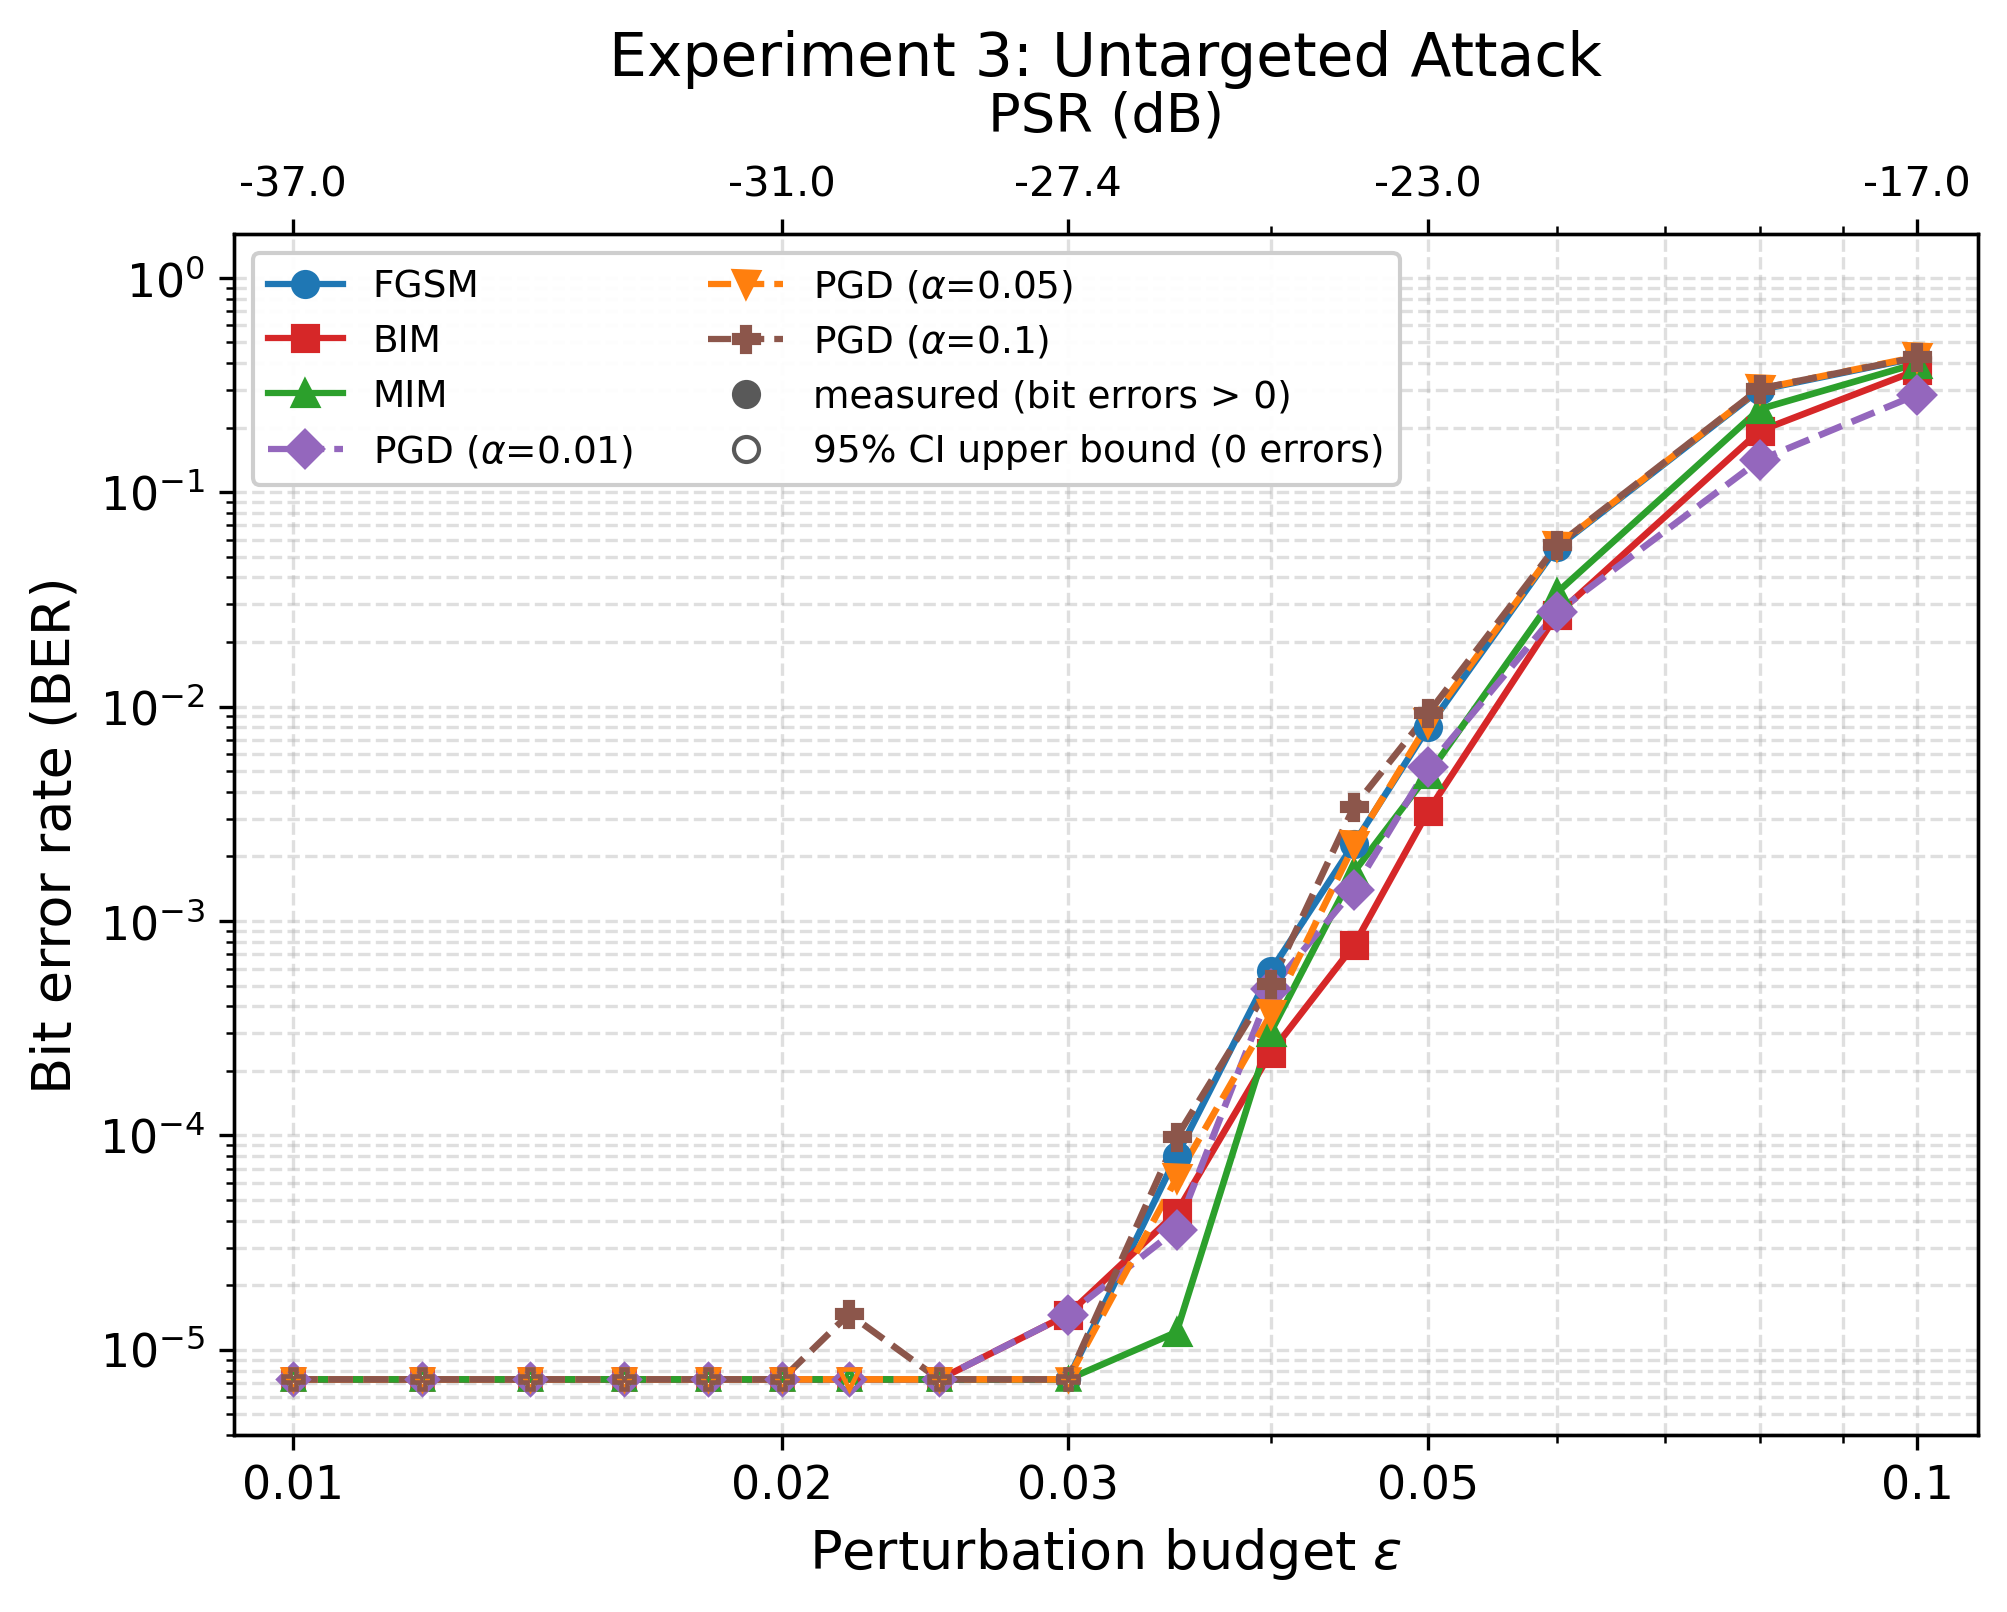 Experiment 3: Untargeted Attack
PSR (dB)
-37.0 -31.0 -27.4 -23.0 -17.0
FGSM
BIM
MIM
PGD (α=0.01)
PGD (α=0.05)
PGD (α=0.1)
measured (bit errors > 0)
95% CI upper bound (0 errors)
10⁰
10⁻¹
10⁻²
10⁻³
10⁻⁴
10⁻⁵
Bit error rate (BER)
0.01 0.02 0.03 0.05 0.1
Perturbation budget ε